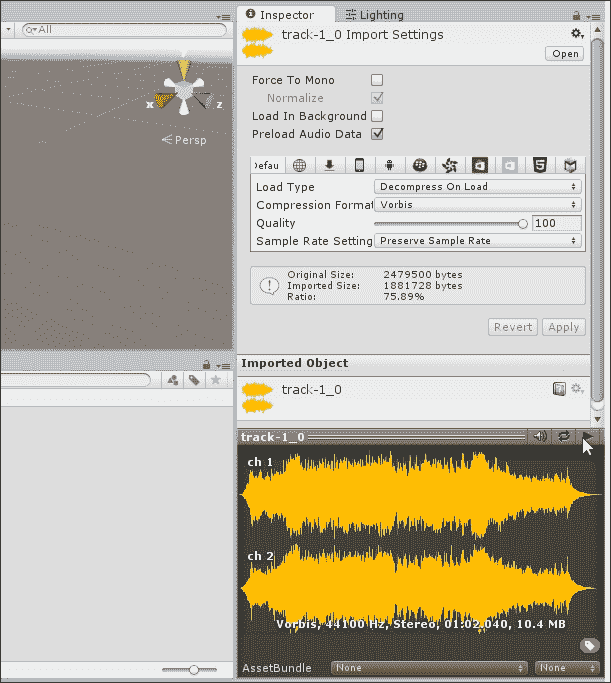 All
x
z
Persp
Inspector
Lighting
track-1_0 Import Settings
Open
Force To Mono
Normalize
Load In Background
Preload Audio Data
Defau
Load Type
Decompress On Load
Compression Format
Vorbis
Quality
100
Sample Rate Setting
Preserve Sample Rate
Original Size: 2479500 bytes
Imported Size: 1881728 bytes
Ratio: 75.89%
Revert
Apply
Imported Object
track-1_0
track-1_0
ch 1
ch 2
Vorbis, 44100 Hz, Stereo, 01:02.040, 10.4 MB
AssetBundle
None
None